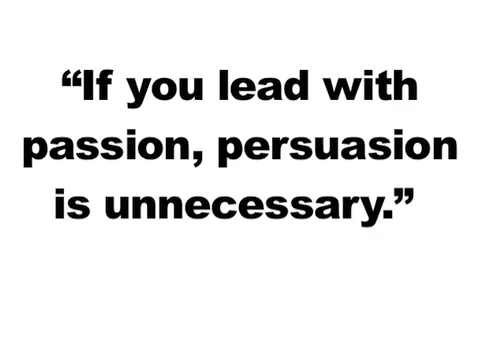 “If you lead with
passion, persuasion
is unnecessary.”